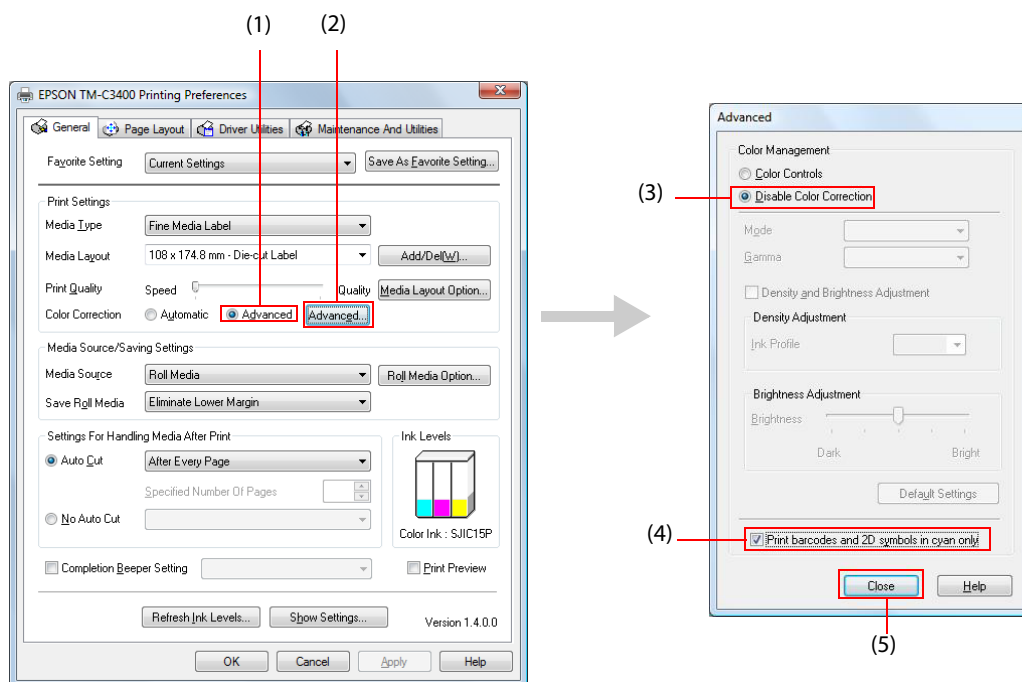 (1) (2)
EPSON TM-C3400 Printing Preferences
General Page Layout Driver Utilities Maintenance And Utilities
Favorite Setting Current Settings Save As Favorite Setting...
Print Settings
Media Type Fine Media Label
Media Layout 108 x 174.8 mm - Die-cut Label Add/Del(W)...
Print Quality Speed Quality Media Layout Option...
Color Correction Automatic Advanced Advanced...
Media Source/Saving Settings
Media Source Roll Media Roll Media Option...
Save Roll Media Eliminate Lower Margin
Settings For Handling Media After Print
Auto Cut After Every Page
Specified Number Of Pages
No Auto Cut
Ink Levels
Color Ink : SJIC15P
Completion Beeper Setting Print Preview
Refresh Ink Levels... Show Settings... Version 1.4.0.0
OK Cancel Apply Help
Advanced
Color Management
Color Controls
(3) Disable Color Correction
Mode
Gamma
Density and Brightness Adjustment
Density Adjustment
Ink Profile
Brightness Adjustment
Brightness
Dark Bright
Default Settings
(4) Print barcodes and 2D symbols in cyan only
Close Help
(5)